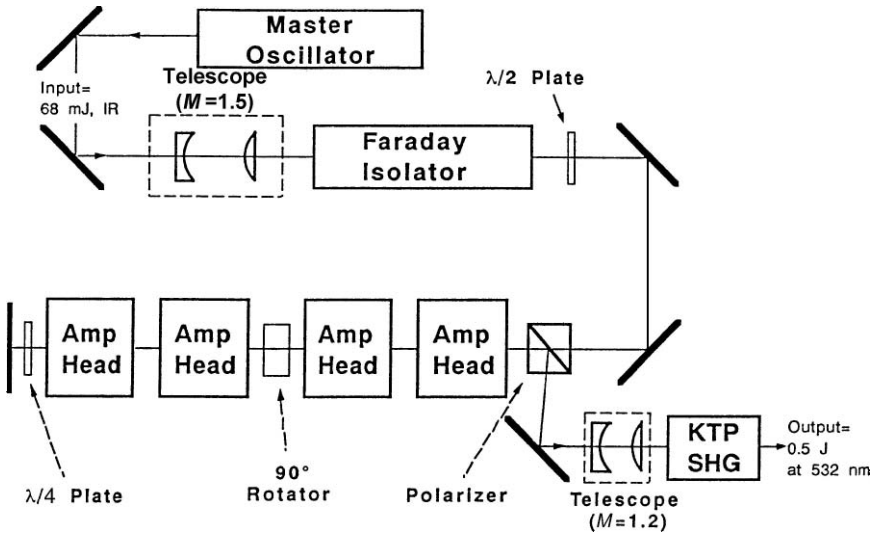 Master
Oscillator
Telescope
(M=1.5)
Input=
68 mJ, IR
λ/2 Plate
Faraday
Isolator
Amp
Head
Amp
Head
Amp
Head
Amp
Head
λ/4 Plate
90°
Rotator
Polarizer
Telescope
(M=1.2)
KTP
SHG
Output=
0.5 J
at 532 nm